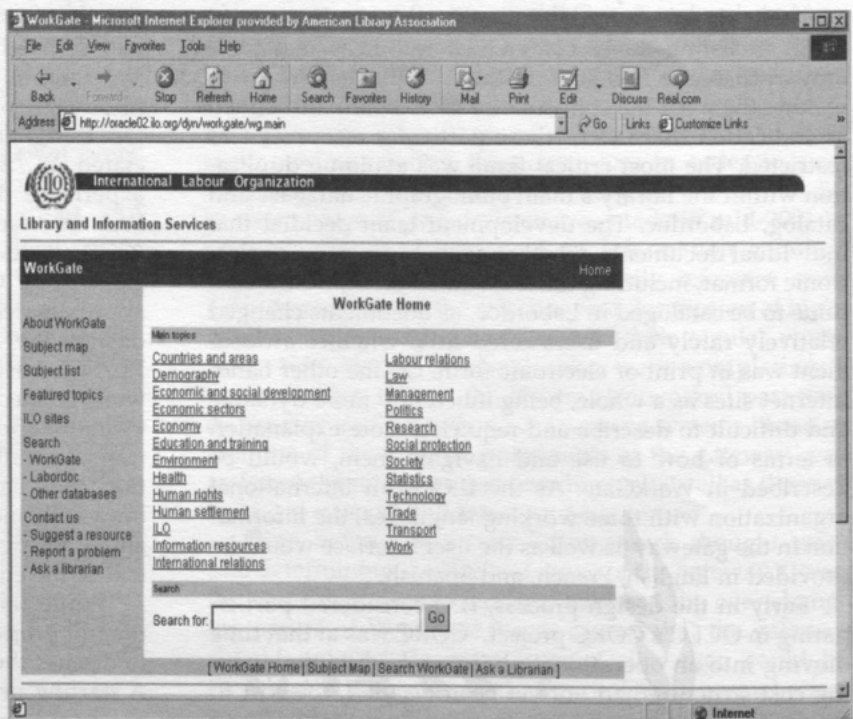 WorkGate - Microsoft Internet Explorer provided by American Library Association
File Edit View Favorites Tools Help
Back Forward Stop Refresh Home Search Favorites History Mail Print Edit Discuss Real.com
Address http://oracle02.ilo.org/dyn/workgate/wg.main Go Links Customize Links
International Labour Organization
Library and Information Services
WorkGate Home
WorkGate Home
About WorkGate
Subject map
Subject list
Featured topics
ILO sites
Search
- WorkGate
- Labordoc
- Other databases
Contact us
- Suggest a resource
- Report a problem
- Ask a librarian
Main topics
Countries and areas
Demography
Economic and social development
Economic sectors
Economy
Education and training
Environment
Health
Human rights
Human settlement
ILO
Information resources
International relations
Labour relations
Law
Management
Politics
Research
Social protection
Society
Statistics
Technology
Trade
Transport
Work
Search
Search for: Go
[ WorkGate Home | Subject Map | Search WorkGate | Ask a Librarian ]
Internet